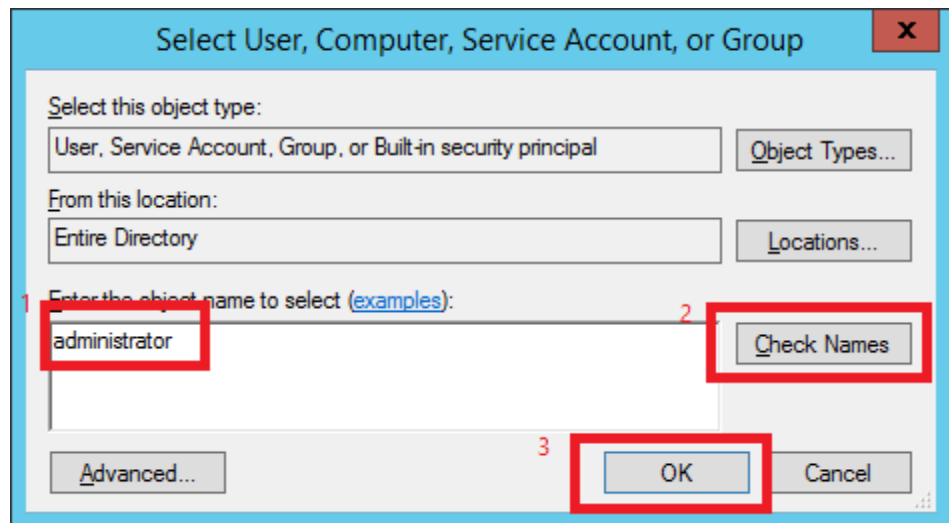 Select User, Computer, Service Account, or Group
x
Select this object type:
User, Service Account, Group, or Built-in security principal
Object Types...
From this location:
Entire Directory
Locations...
1
Enter the object name to select (examples):
2
administrator
Check Names
3
Advanced...
OK
Cancel